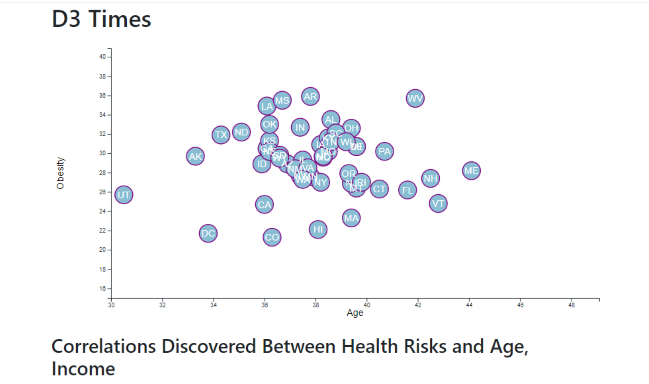 D3 Times
40
38
36
34
32
30
28
26
24
22
20
18
16
Obesity
30
32
34
36
38
40
42
44
46
48
Age
LA
MS
AR
WV
AL
OK
IN
OH
TX
ND
TN
PA
AK
ID
ME
UT
OR
NY
CT
FL
NH
RI
CA
VT
MA
DC
CO
HI
Correlations Discovered Between Health Risks and Age,
Income